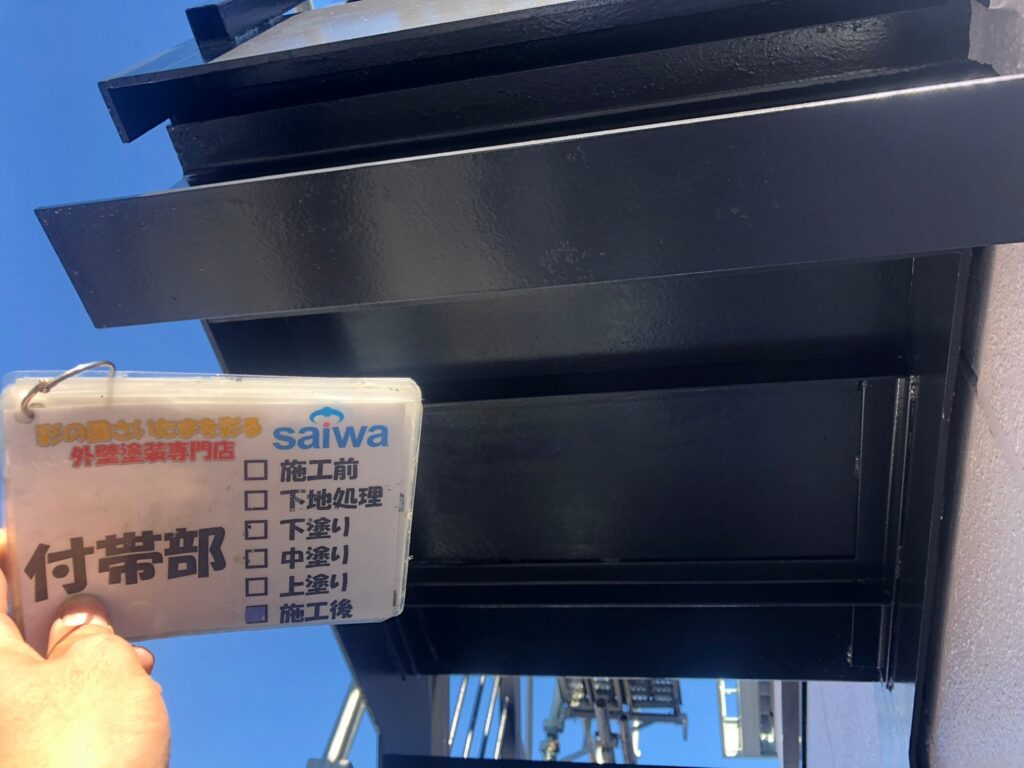 彩の国さいたまを彩る
外壁塗装専門店
saiwa
付帯部
□ 施工前
□ 下地処理
□ 下塗り
□ 中塗り
□ 上塗り
■ 施工後